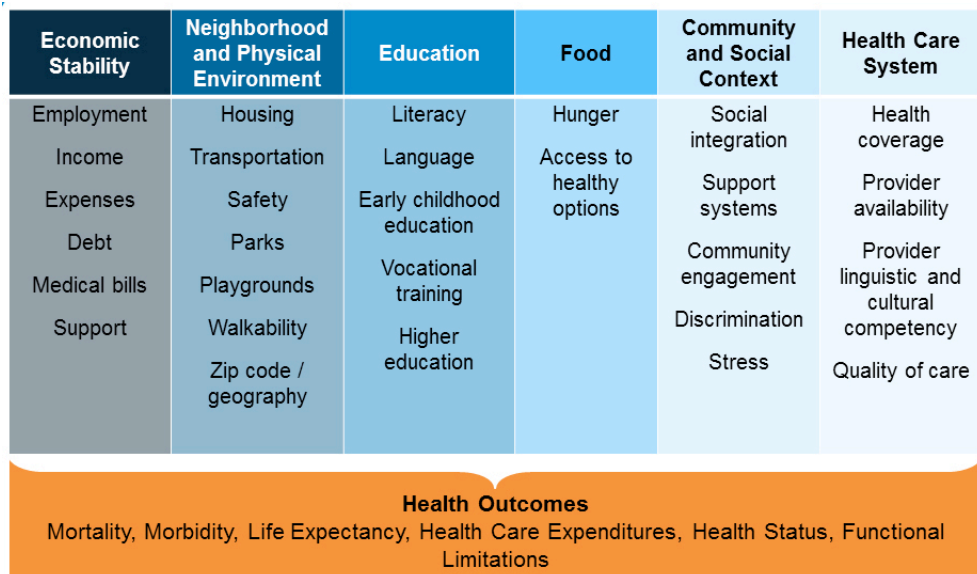 Economic
Stability
Neighborhood
and Physical
Environment
Education
Food
Community
and Social
Context
Health Care
System
Employment
Income
Expenses
Debt
Medical bills
Support
Housing
Transportation
Safety
Parks
Playgrounds
Walkability
Zip code /
geography
Literacy
Language
Early childhood
education
Vocational
training
Higher
education
Hunger
Access to
healthy
options
Social
integration
Support
systems
Community
engagement
Discrimination
Stress
Health
coverage
Provider
availability
Provider
linguistic and
cultural
competency
Quality of care
Health Outcomes
Mortality, Morbidity, Life Expectancy, Health Care Expenditures, Health Status, Functional
Limitations